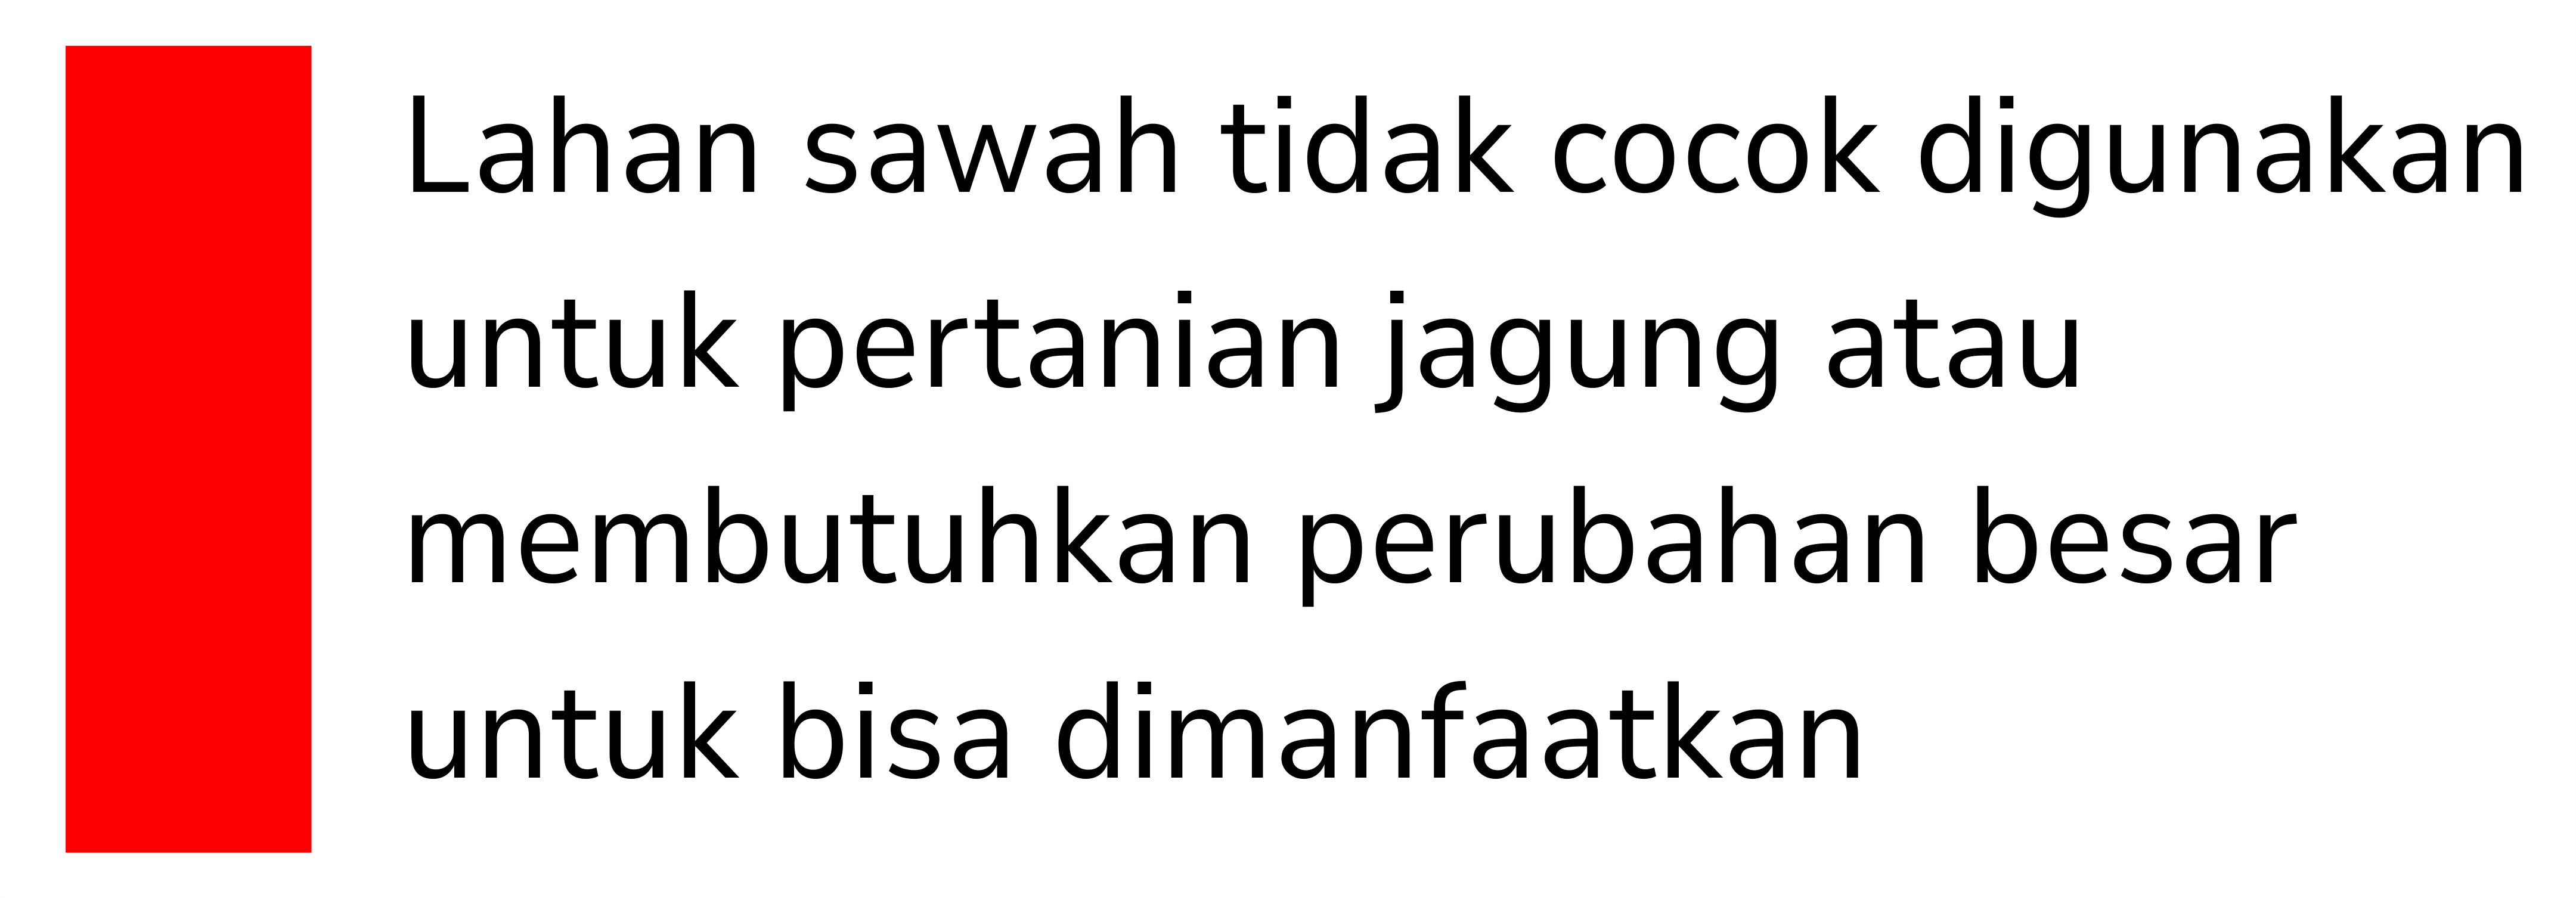 Lahan sawah tidak cocok digunakan
untuk pertanian jagung atau
membutuhkan perubahan besar
untuk bisa dimanfaatkan